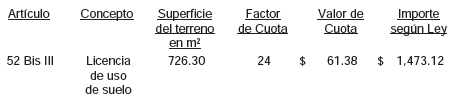 Artículo Concepto Superficie del terreno en m² Factor de Cuota Valor de Cuota Importe según Ley
52 Bis III Licencia de uso de suelo 726.30 24 $ 61.38 $ 1,473.12